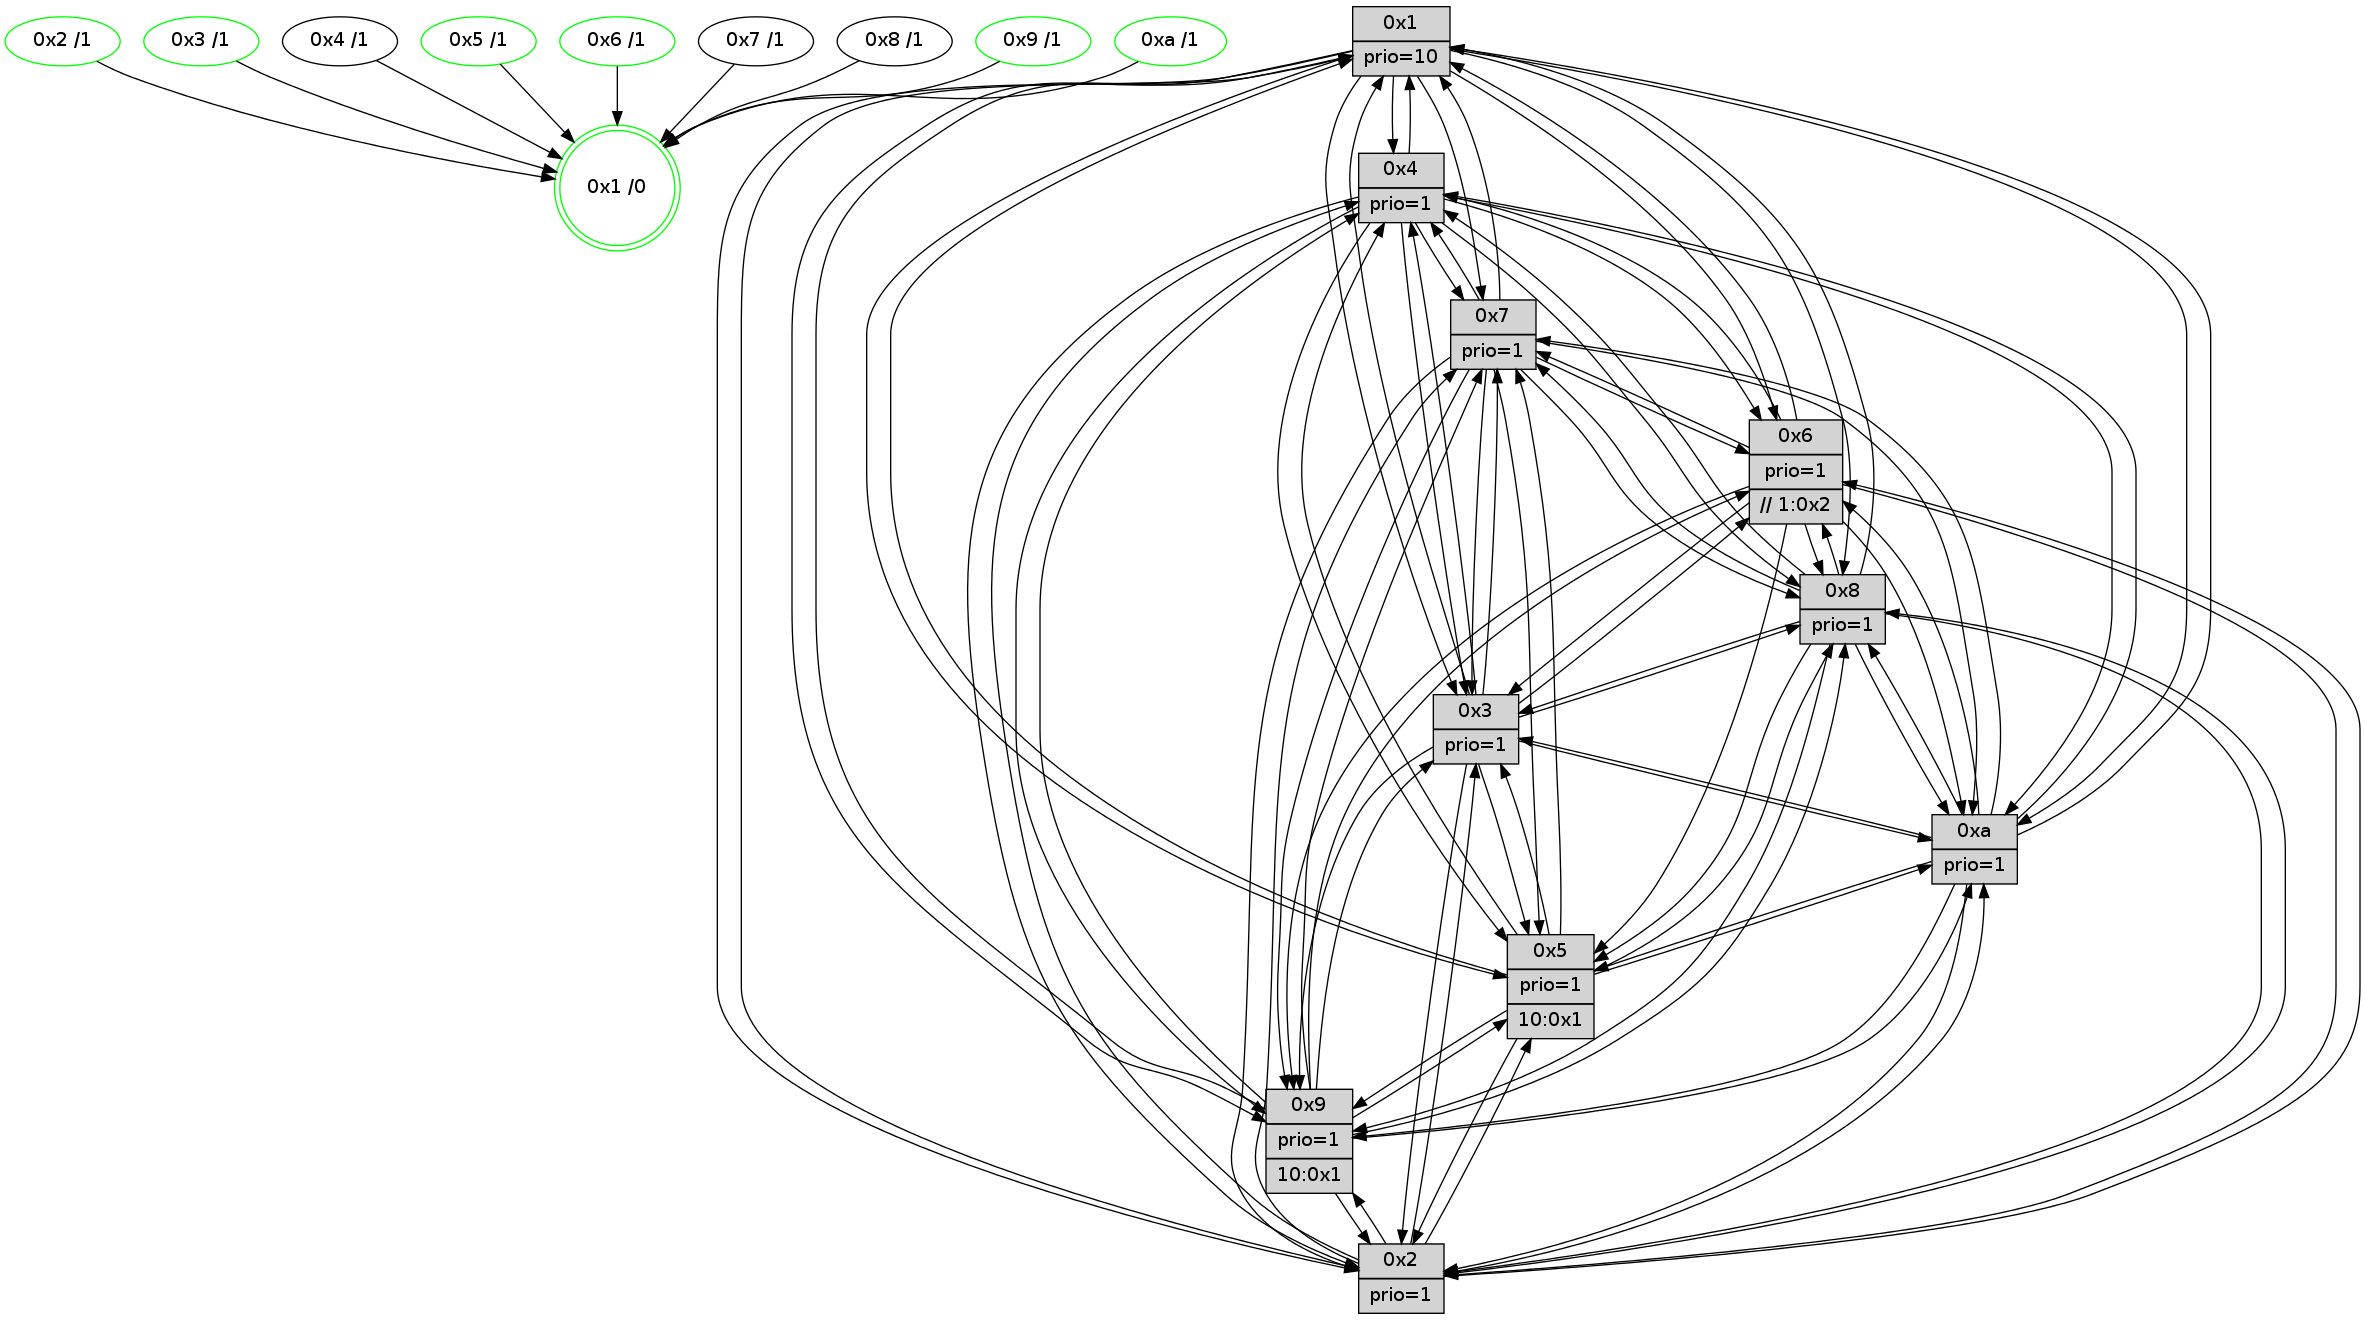 0x2 /1
0x3 /1
0x4 /1
0x5 /1
0x6 /1
0x7 /1
0x8 /1
0x9 /1
0xa /1
0x1 /0
0x1
prio=10
0x4
prio=1
0x7
prio=1
0x6
prio=1
// 1:0x2
0x8
prio=1
0x3
prio=1
0xa
prio=1
0x5
prio=1
10:0x1
0x9
prio=1
10:0x1
0x2
prio=1